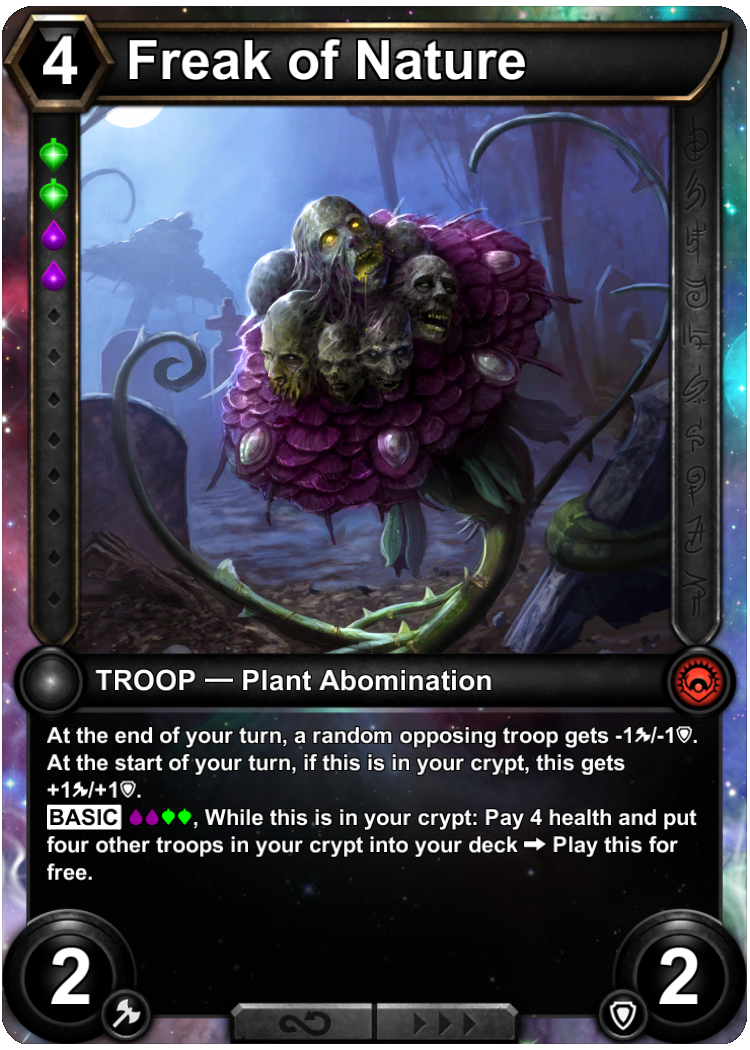 4
Freak of Nature
TROOP — Plant Abomination
At the end of your turn, a random opposing troop gets -1/-1.
At the start of your turn, if this is in your crypt, this gets
+1/+1.
BASIC , While this is in your crypt: Pay 4 health and put
four other troops in your crypt into your deck ➡ Play this for
free.
2
2